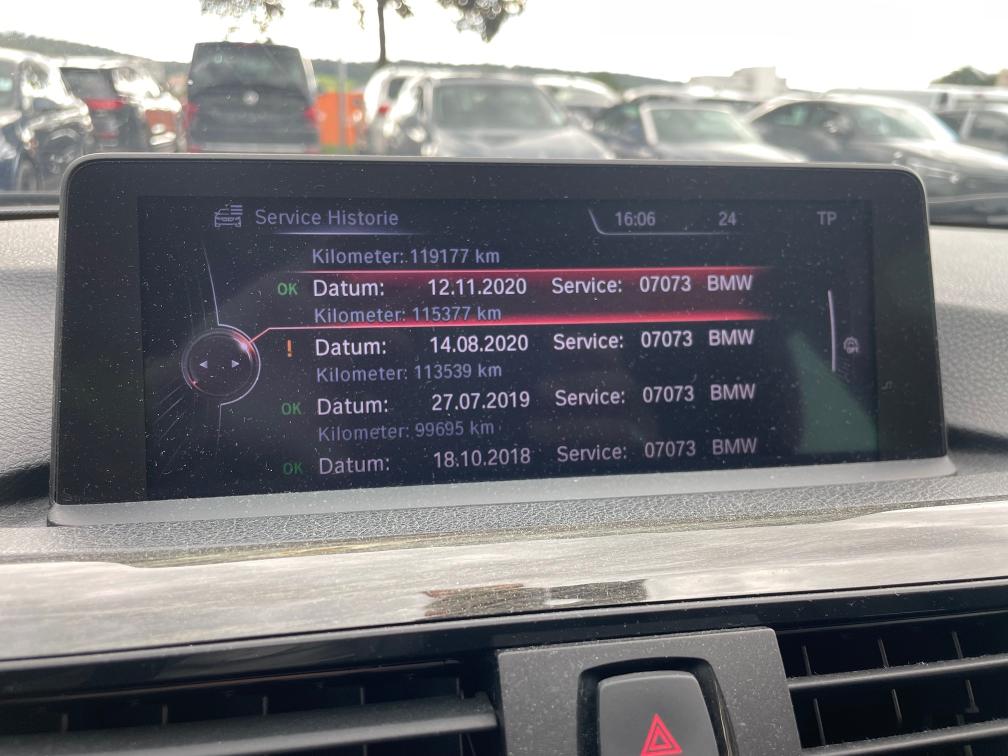 Service Historie 16:06 24 TP
Kilometer: 119177 km
OK Datum: 12.11.2020 Service: 07073 BMW
Kilometer: 115377 km
! Datum: 14.08.2020 Service: 07073 BMW
Kilometer: 113539 km
OK Datum: 27.07.2019 Service: 07073 BMW
Kilometer: 99695 km
OK Datum: 18.10.2018 Service: 07073 BMW